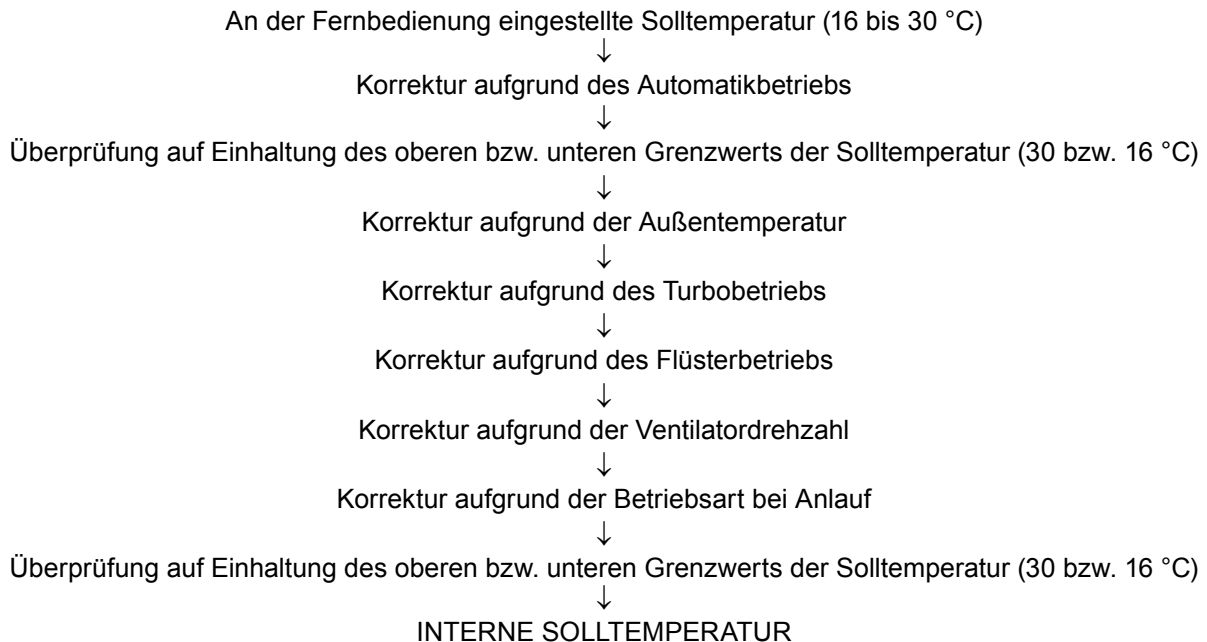 An der Fernbedienung eingestellte Solltemperatur (16 bis 30 °C)
↓
Korrektur aufgrund des Automatikbetriebs
↓
Überprüfung auf Einhaltung des oberen bzw. unteren Grenzwerts der Solltemperatur (30 bzw. 16 °C)
↓
Korrektur aufgrund der Außentemperatur
↓
Korrektur aufgrund des Turbobetriebs
↓
Korrektur aufgrund des Flüsterbetriebs
↓
Korrektur aufgrund der Ventilatordrehzahl
↓
Korrektur aufgrund der Betriebsart bei Anlauf
↓
Überprüfung auf Einhaltung des oberen bzw. unteren Grenzwerts der Solltemperatur (30 bzw. 16 °C)
↓
INTERNE SOLLTEMPERATUR